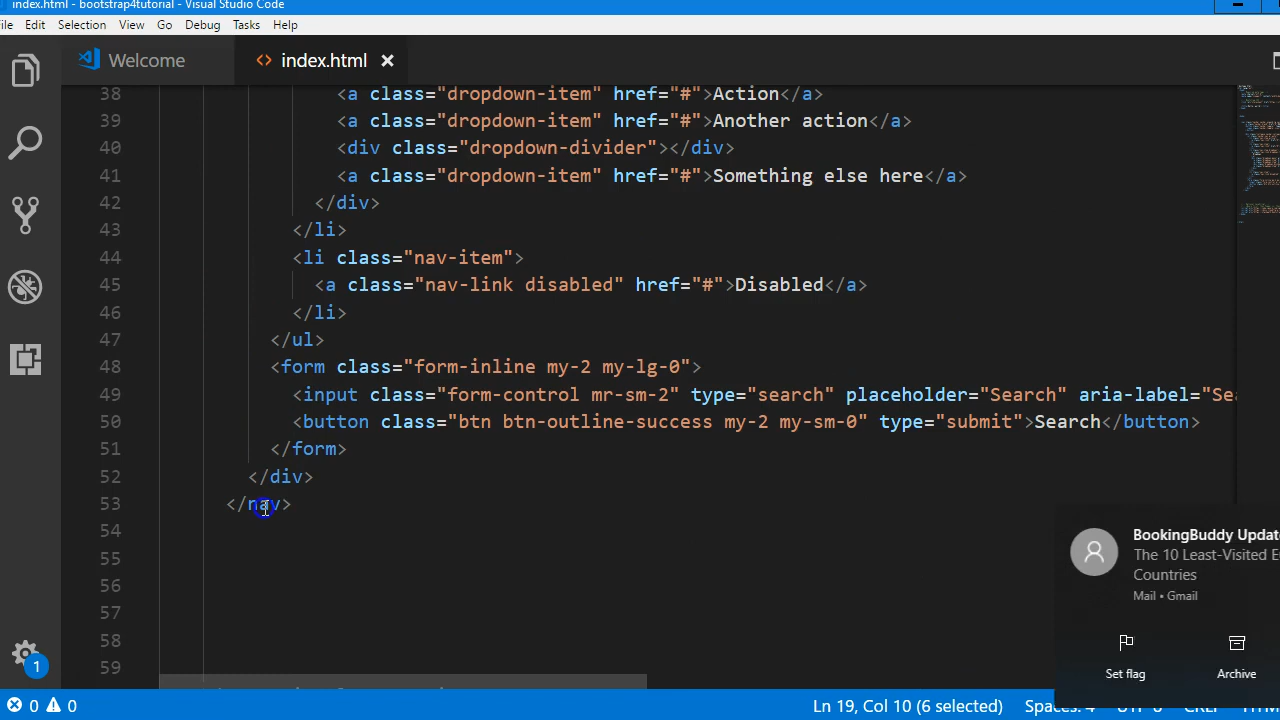 index.html - bootstrap4tutorial - Visual Studio Code
File Edit Selection View Go Debug Tasks Help
Welcome
<> index.html ×
38 <a class="dropdown-item" href="#">Action</a>
39 <a class="dropdown-item" href="#">Another action</a>
40 <div class="dropdown-divider"></div>
41 <a class="dropdown-item" href="#">Something else here</a>
42 </div>
43 </li>
44 <li class="nav-item">
45 <a class="nav-link disabled" href="#">Disabled</a>
46 </li>
47 </ul>
48 <form class="form-inline my-2 my-lg-0">
49 <input class="form-control mr-sm-2" type="search" placeholder="Search" aria-label="Sea
50 <button class="btn btn-outline-success my-2 my-sm-0" type="submit">Search</button>
51 </form>
52 </div>
53 </nav>
54
55
56
57
58
59
BookingBuddy Update
The 10 Least-Visited E
Countries
Mail • Gmail
Set flag Archive
1
0 0 Ln 19, Col 10 (6 selected) Spaces: 4